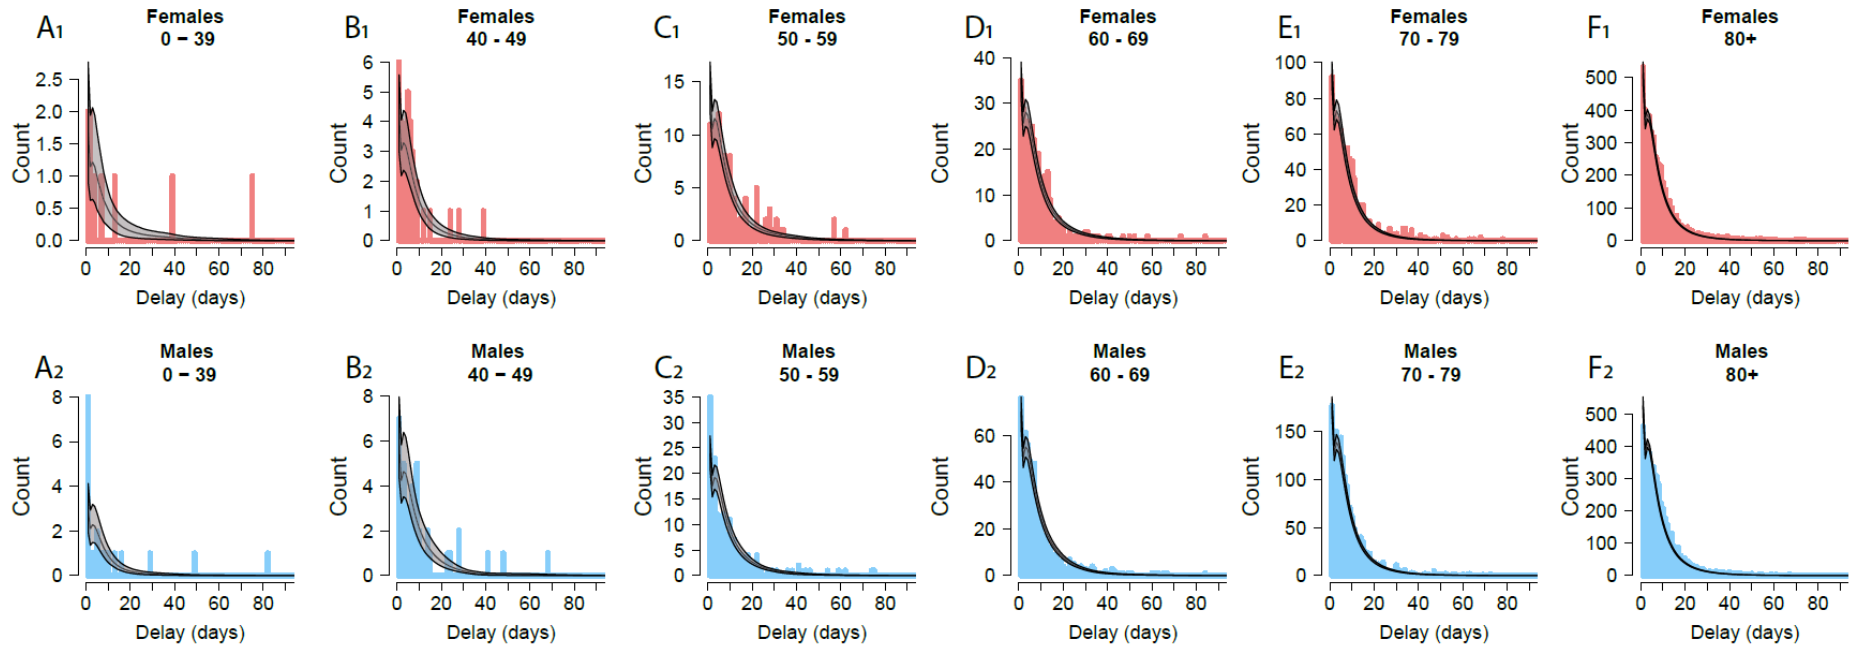 A1
Females
0 – 39
2.5
2.0
1.5
1.0
0.5
0.0
Count
0 20 40 60 80
Delay (days)
B1
Females
40 - 49
6
5
4
3
2
1
0
Count
0 20 40 60 80
Delay (days)
C1
Females
50 - 59
15
10
5
0
Count
0 20 40 60 80
Delay (days)
D1
Females
60 - 69
40
30
20
10
0
Count
0 20 40 60 80
Delay (days)
E1
Females
70 - 79
100
80
60
40
20
0
Count
0 20 40 60 80
Delay (days)
F1
Females
80+
500
400
300
200
100
0
Count
0 20 40 60 80
Delay (days)
A2
Males
0 – 39
8
6
4
2
0
Count
0 20 40 60 80
Delay (days)
B2
Males
40 – 49
8
6
4
2
0
Count
0 20 40 60 80
Delay (days)
C2
Males
50 - 59
35
30
25
20
15
10
5
0
Count
0 20 40 60 80
Delay (days)
D2
Males
60 - 69
60
40
20
0
Count
0 20 40 60 80
Delay (days)
E2
Males
70 - 79
150
100
50
0
Count
0 20 40 60 80
Delay (days)
F2
Males
80+
500
400
300
200
100
0
Count
0 20 40 60 80
Delay (days)